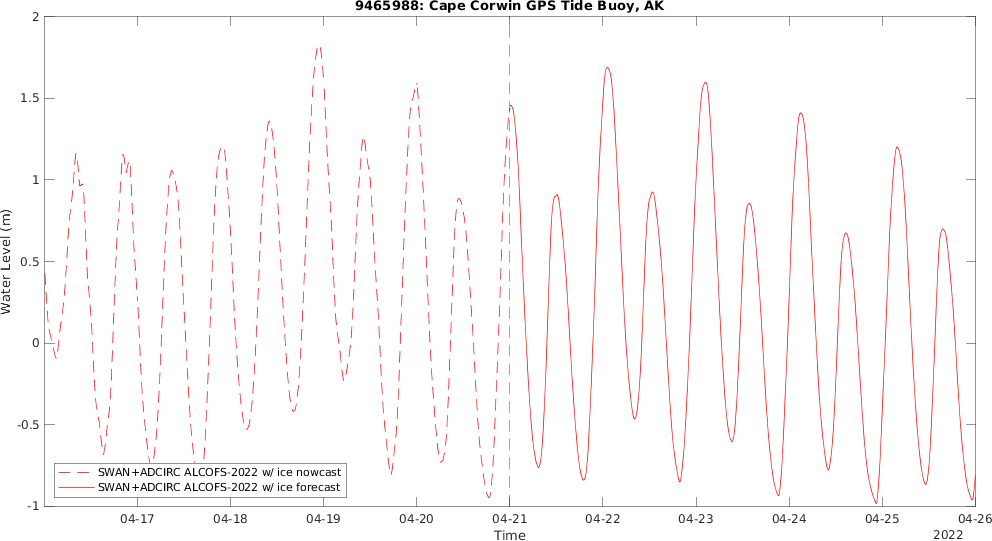 9465988: Cape Corwin GPS Tide Buoy, AK
2
1.5
1
0.5
0
-0.5
-1
Water Level (m)
SWAN+ADCIRC ALCOFS-2022 w/ ice nowcast
SWAN+ADCIRC ALCOFS-2022 w/ ice forecast
04-17 04-18 04-19 04-20 04-21 04-22 04-23 04-24 04-25 04-26
Time
2022